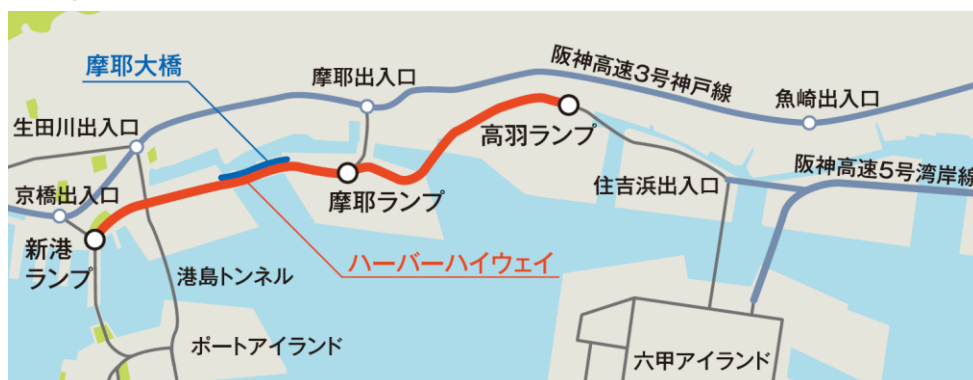 摩耶大橋
摩耶出入口
阪神高速3号神戸線
魚崎出入口
生田川出入口
高羽ランプ
阪神高速5号湾岸線
京橋出入口
摩耶ランプ
住吉浜出入口
新港
ランプ
港島トンネル
ハーバーハイウェイ
ポートアイランド
六甲アイランド